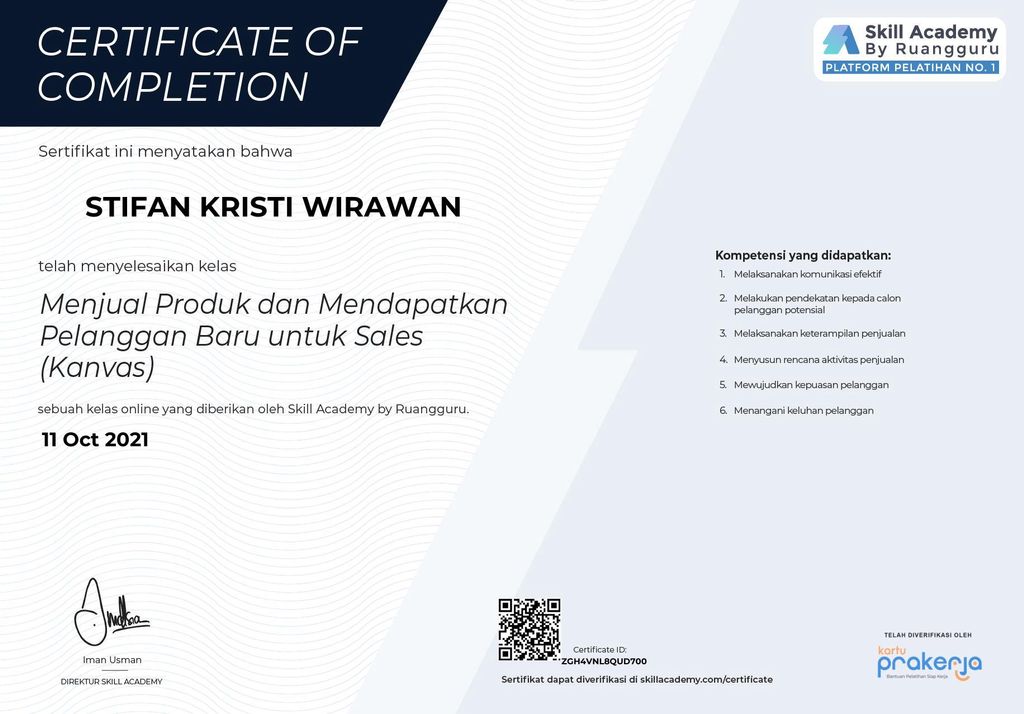 CERTIFICATE OF
COMPLETION
Skill Academy
By Ruangguru
PLATFORM PELATIHAN NO. 1
Sertifikat ini menyatakan bahwa
STIFAN KRISTI WIRAWAN
telah menyelesaikan kelas
Menjual Produk dan Mendapatkan
Pelanggan Baru untuk Sales
(Kanvas)
sebuah kelas online yang diberikan oleh Skill Academy by Ruangguru.
11 Oct 2021
Kompetensi yang didapatkan:
1. Melaksanakan komunikasi efektif
2. Melakukan pendekatan kepada calon
pelanggan potensial
3. Melaksanakan keterampilan penjualan
4. Menyusun rencana aktivitas penjualan
5. Mewujudkan kepuasan pelanggan
6. Menangani keluhan pelanggan
Iman Usman
DIREKTUR SKILL ACADEMY
Certificate ID:
ZGH4VNL8QUD700
Sertifikat dapat diverifikasi di skillacademy.com/certificate
TELAH DIVERIFIKASI OLEH
kartu
prakerja
Bantuan Pelatihan Siap Kerja